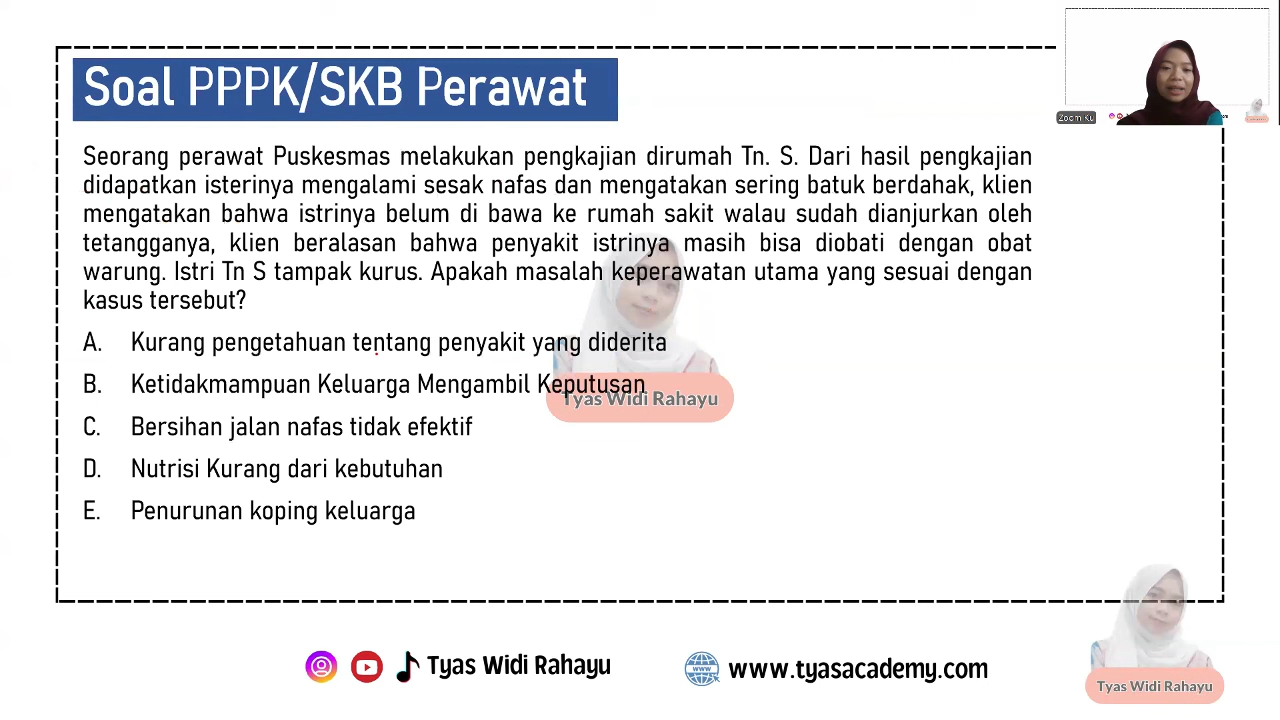 Soal PPPK/SKB Perawat
Zoom Ku
Seorang perawat Puskesmas melakukan pengkajian dirumah Tn. S. Dari hasil pengkajian
didapatkan isterinya mengalami sesak nafas dan mengatakan sering batuk berdahak, klien
mengatakan bahwa istrinya belum di bawa ke rumah sakit walau sudah dianjurkan oleh
tetangganya, klien beralasan bahwa penyakit istrinya masih bisa diobati dengan obat
warung. Istri Tn S tampak kurus. Apakah masalah keperawatan utama yang sesuai dengan
kasus tersebut?
A. Kurang pengetahuan tentang penyakit yang diderita
B. Ketidakmampuan Keluarga Mengambil Keputusan
Tyas Widi Rahayu
C. Bersihan jalan nafas tidak efektif
D. Nutrisi Kurang dari kebutuhan
E. Penurunan koping keluarga
Tyas Widi Rahayu
www.tyasacademy.com
Tyas Widi Rahayu